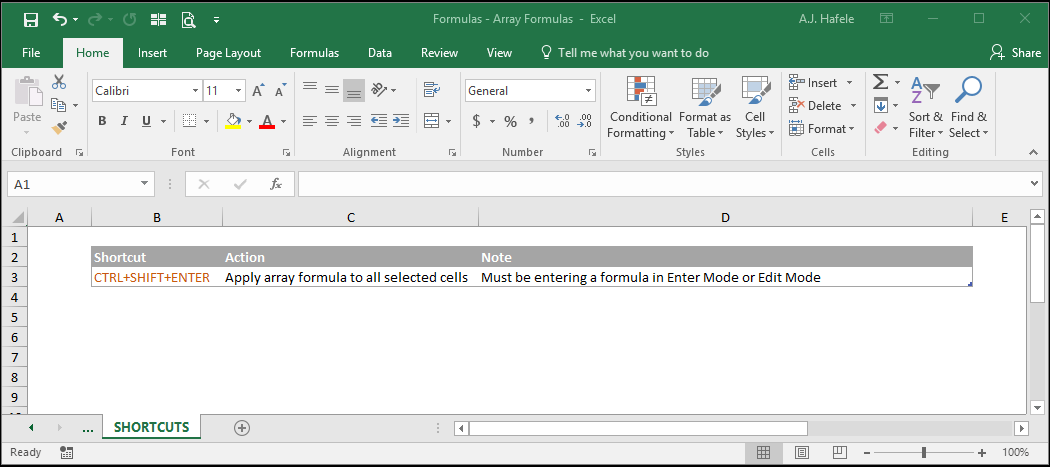 Formulas - Array Formulas - Excel
A.J. Hafele
File Home Insert Page Layout Formulas Data Review View Tell me what you want to do Share
Paste
Calibri 11
B I U A
General
$ % , .0 .00
Conditional Formatting
Format as Table
Cell Styles
Insert
Delete
Format
Σ
Sort & Filter
Find & Select
Clipboard Font Alignment Number Styles Cells Editing
A1 fx
A B C D E
1
2 Shortcut Action Note
3 CTRL+SHIFT+ENTER Apply array formula to all selected cells Must be entering a formula in Enter Mode or Edit Mode
4
5
6
7
8
9
10
... SHORTCUTS
Ready 100%